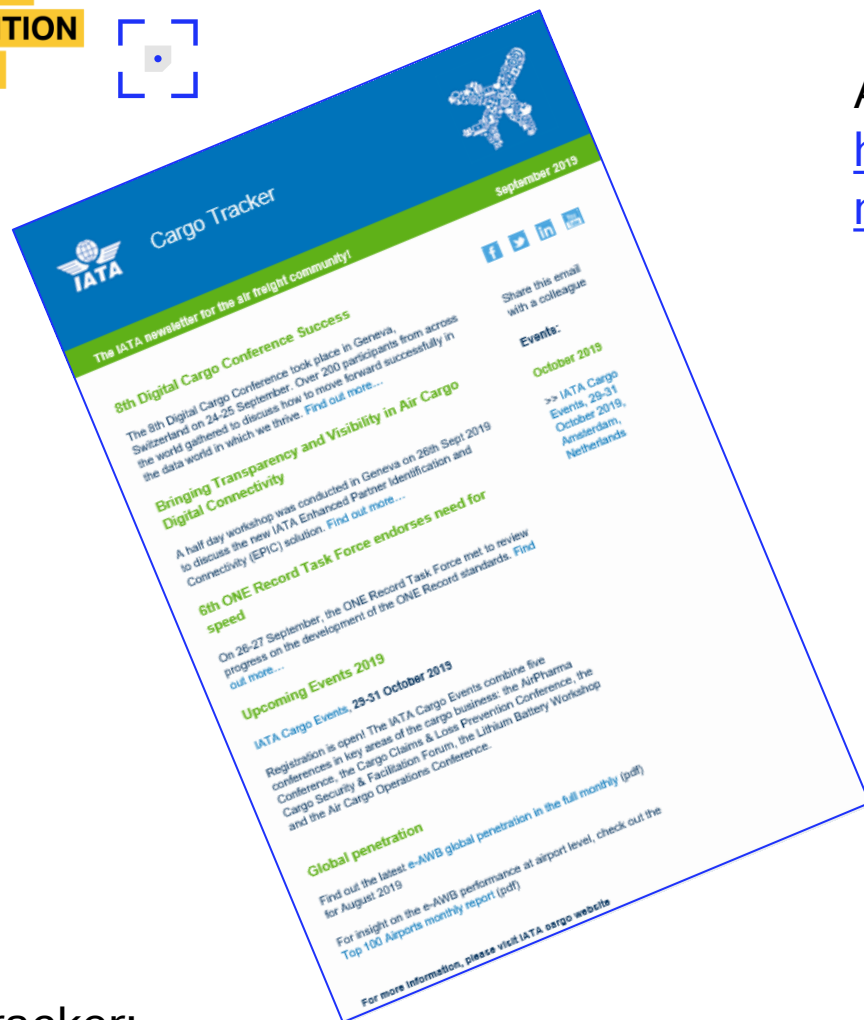 TION
A
h
r
Cargo Tracker
IATA
September 2019
The IATA newsletter for the air freight community!
8th Digital Cargo Conference Success
The 8th Digital Cargo Conference took place in Geneva,
Switzerland on 24-25 September. Over 200 participants from across
the world gathered to discuss how to move forward successfully in
the data world in which we thrive. Find out more…
Bringing Transparency and Visibility in Air Cargo
Digital Connectivity
A half day workshop was conducted in Geneva on 26th Sept 2019
to discuss the new IATA Enhanced Partner Identification and
Connectivity (EPIC) solution. Find out more…
6th ONE Record Task Force endorses need for
speed
On 26-27 September, the ONE Record Task Force met to review
progress on the development of the ONE Record standards. Find
out more…
Upcoming Events 2019
IATA Cargo Events, 29-31 October 2019
Registration is open! The IATA Cargo Events combine five
conferences in key areas of the cargo business: the AirPharma
Conference, the Cargo Claims & Loss Prevention Conference, the
Cargo Security & Facilitation Forum, the Lithium Battery Workshop
and the Air Cargo Operations Conference.
Global penetration
Find out the latest e-AWB global penetration in the full monthly (pdf)
for August 2019
For insight on the e-AWB performance at airport level, check out the
Top 100 Airports monthly report (pdf)
For more information, please visit IATA cargo website
Share this email
with a colleague
Events:
October 2019
>> IATA Cargo
Events, 29-31
October 2019,
Amsterdam,
Netherlands
racker: